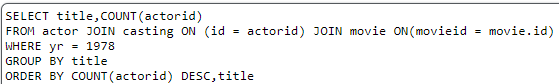 SELECT title,COUNT(actorid)
FROM actor JOIN casting ON (id = actorid) JOIN movie ON(movieid = movie.id)
WHERE yr = 1978
GROUP BY title
ORDER BY COUNT(actorid) DESC,title